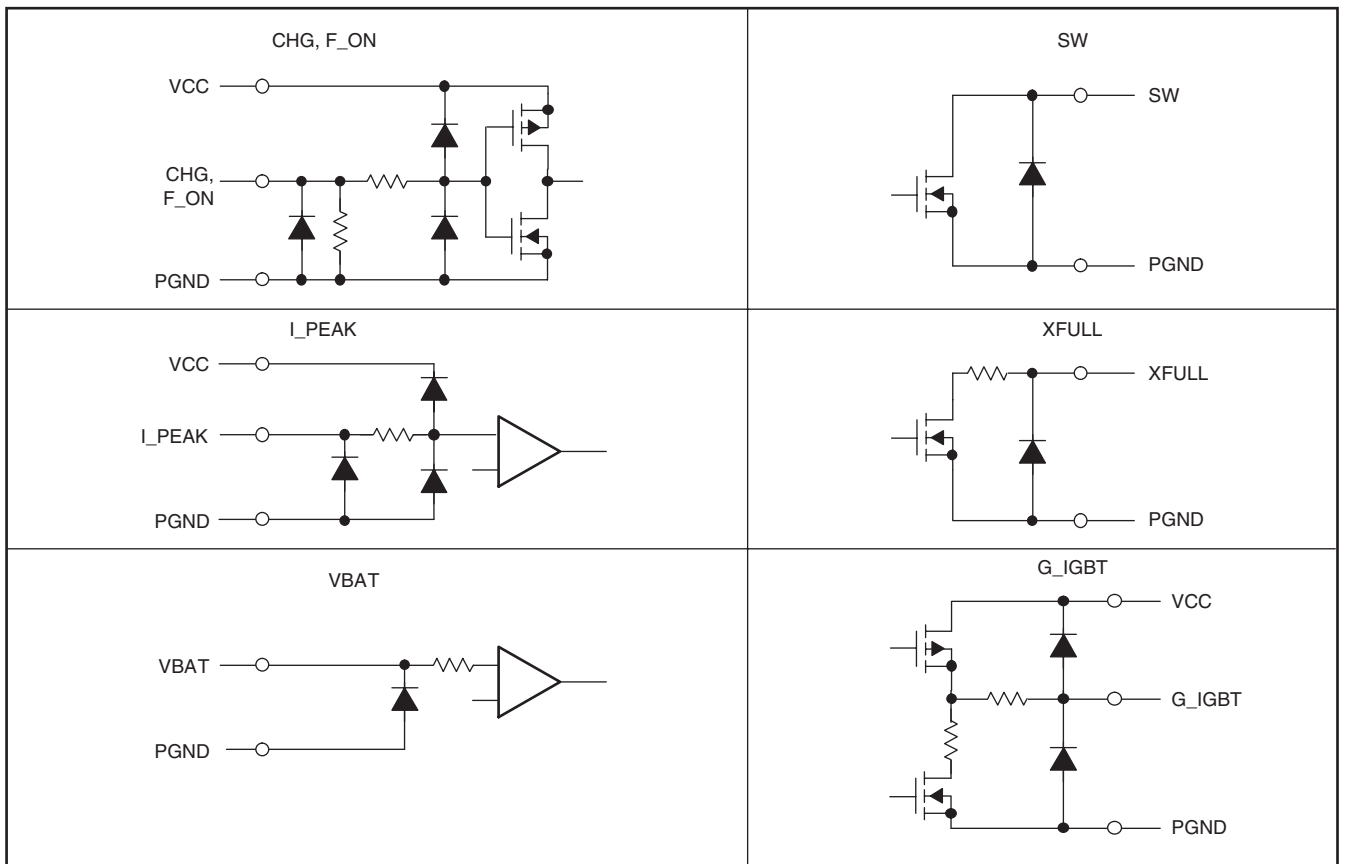 CHG, F_ON
VCC
CHG,
F_ON
PGND
SW
SW
PGND
I_PEAK
VCC
I_PEAK
PGND
XFULL
XFULL
PGND
VBAT
VBAT
PGND
G_IGBT
VCC
G_IGBT
PGND